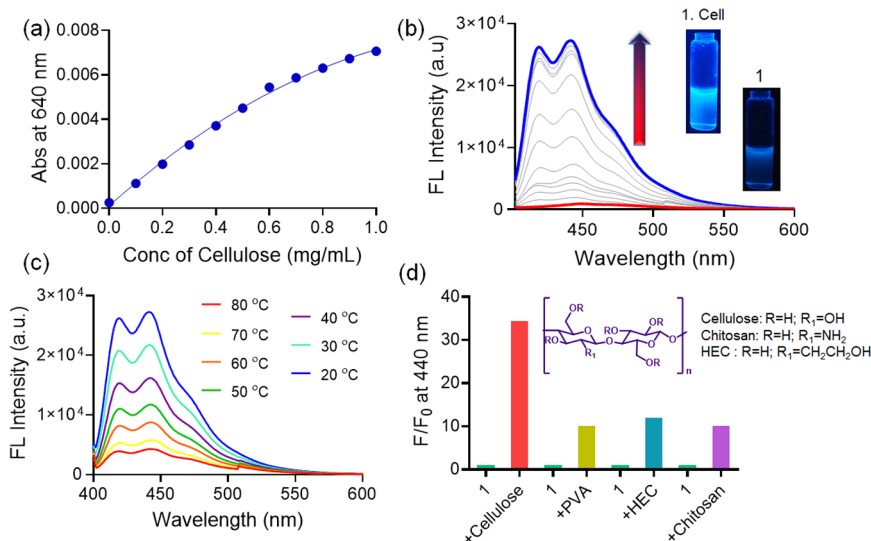 (a)
0.008
0.006
0.004
0.002
0.000
Abs at 640 nm
0.0 0.2 0.4 0.6 0.8 1.0
Conc of Cellulose (mg/mL)
(b)
3×10⁴
2×10⁴
1×10⁴
0
FL Intensity (a.u)
450 500 550 600
Wavelength (nm)
1. Cell
1
(c)
3×10⁴
2×10⁴
1×10⁴
0
FL Intensity (a.u.)
80 °C
70 °C
60 °C
50 °C
40 °C
30 °C
20 °C
400 450 500 550 600
Wavelength (nm)
(d)
40
30
20
10
0
F/F₀ at 440 nm
OR
OR
RO
O
O
RO
R₁
O
O
OR
n
Cellulose: R=H; R₁=OH
Chitosan: R=H; R₁=NH₂
HEC : R=H; R₁=CH₂CH₂OH
1 +Cellulose 1 +PVA 1 +HEC 1 +Chitosan